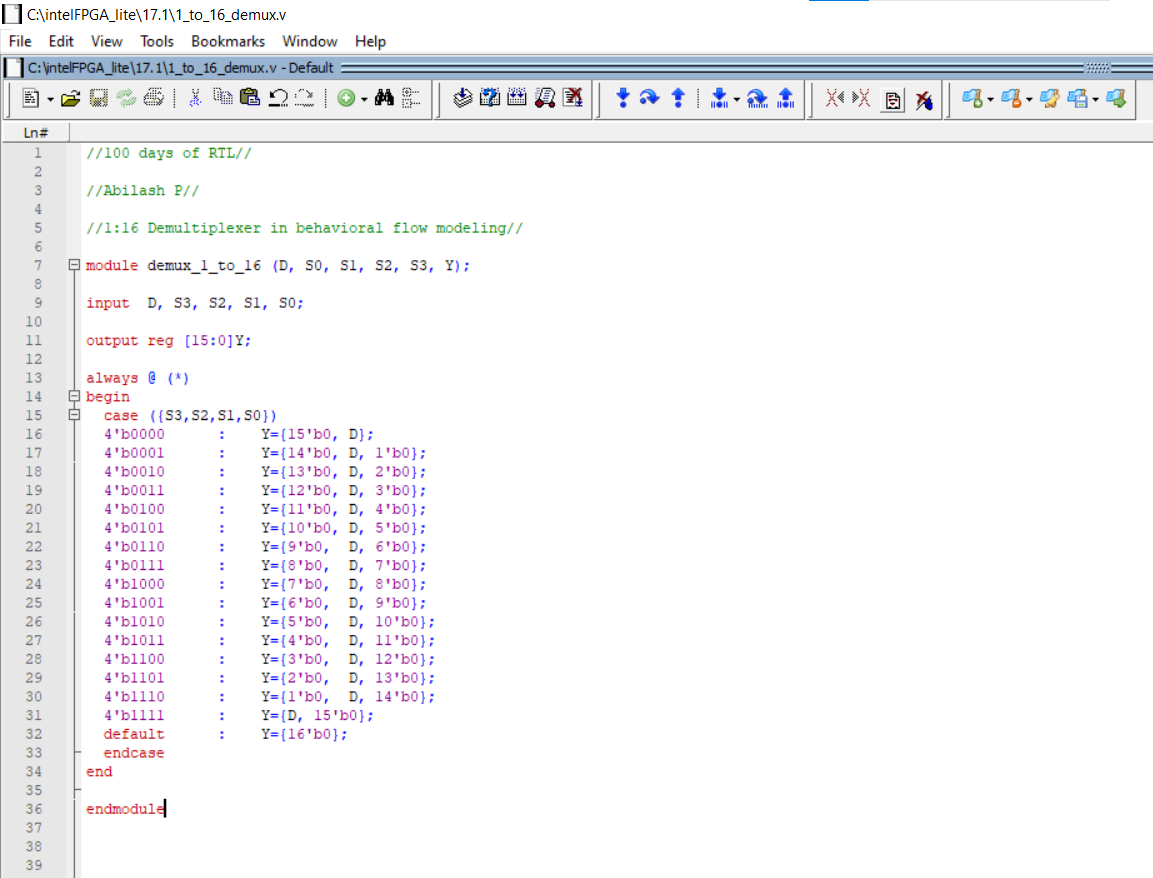 C:\intelFPGA_lite\17.1\1_to_16_demux.v
File Edit View Tools Bookmarks Window Help
C:\intelFPGA_lite\17.1\1_to_16_demux.v - Default
Ln#
1 //100 days of RTL//
2
3 //Abilash P//
4
5 //1:16 Demultiplexer in behavioral flow modeling//
6
7 module demux_1_to_16 (D, S0, S1, S2, S3, Y);
8
9 input D, S3, S2, S1, S0;
10
11 output reg [15:0]Y;
12
13 always @ (*)
14 begin
15 case ({S3,S2,S1,S0})
16 4'b0000 : Y={15'b0, D};
17 4'b0001 : Y={14'b0, D, 1'b0};
18 4'b0010 : Y={13'b0, D, 2'b0};
19 4'b0011 : Y={12'b0, D, 3'b0};
20 4'b0100 : Y={11'b0, D, 4'b0};
21 4'b0101 : Y={10'b0, D, 5'b0};
22 4'b0110 : Y={9'b0, D, 6'b0};
23 4'b0111 : Y={8'b0, D, 7'b0};
24 4'b1000 : Y={7'b0, D, 8'b0};
25 4'b1001 : Y={6'b0, D, 9'b0};
26 4'b1010 : Y={5'b0, D, 10'b0};
27 4'b1011 : Y={4'b0, D, 11'b0};
28 4'b1100 : Y={3'b0, D, 12'b0};
29 4'b1101 : Y={2'b0, D, 13'b0};
30 4'b1110 : Y={1'b0, D, 14'b0};
31 4'b1111 : Y={D, 15'b0};
32 default : Y={16'b0};
33 endcase
34 end
35
36 endmodule
37
38
39